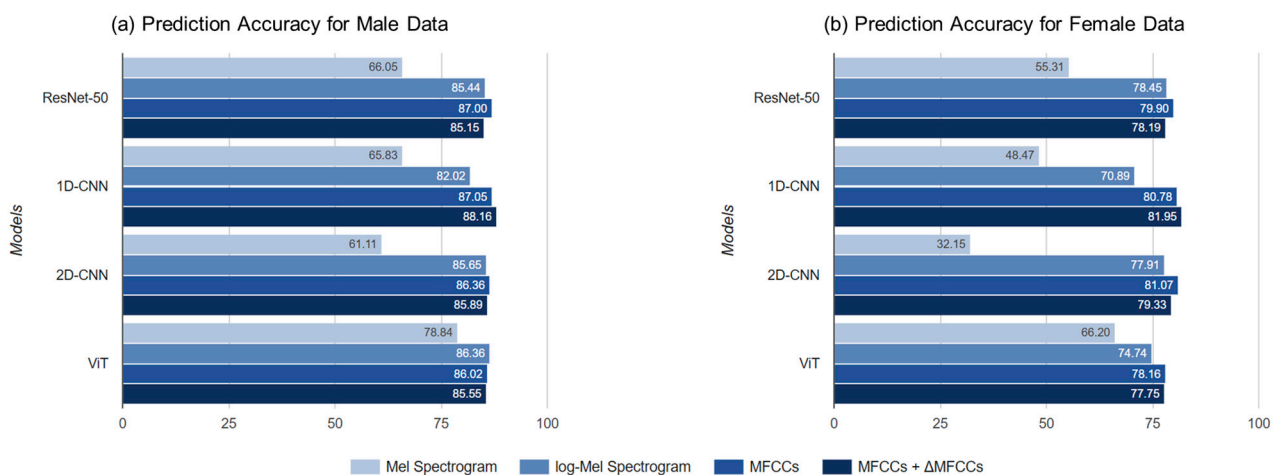 (a) Prediction Accuracy for Male Data
Models
ResNet-50
66.05
85.44
87.00
85.15
1D-CNN
65.83
82.02
87.05
88.16
2D-CNN
61.11
85.65
86.36
85.89
ViT
78.84
86.36
86.02
85.55
0 25 50 75 100
(b) Prediction Accuracy for Female Data
Models
ResNet-50
55.31
78.45
79.90
78.19
1D-CNN
48.47
70.89
80.78
81.95
2D-CNN
32.15
77.91
81.07
79.33
ViT
66.20
74.74
78.16
77.75
0 25 50 75 100
Mel Spectrogram log-Mel Spectrogram MFCCs MFCCs + ΔMFCCs